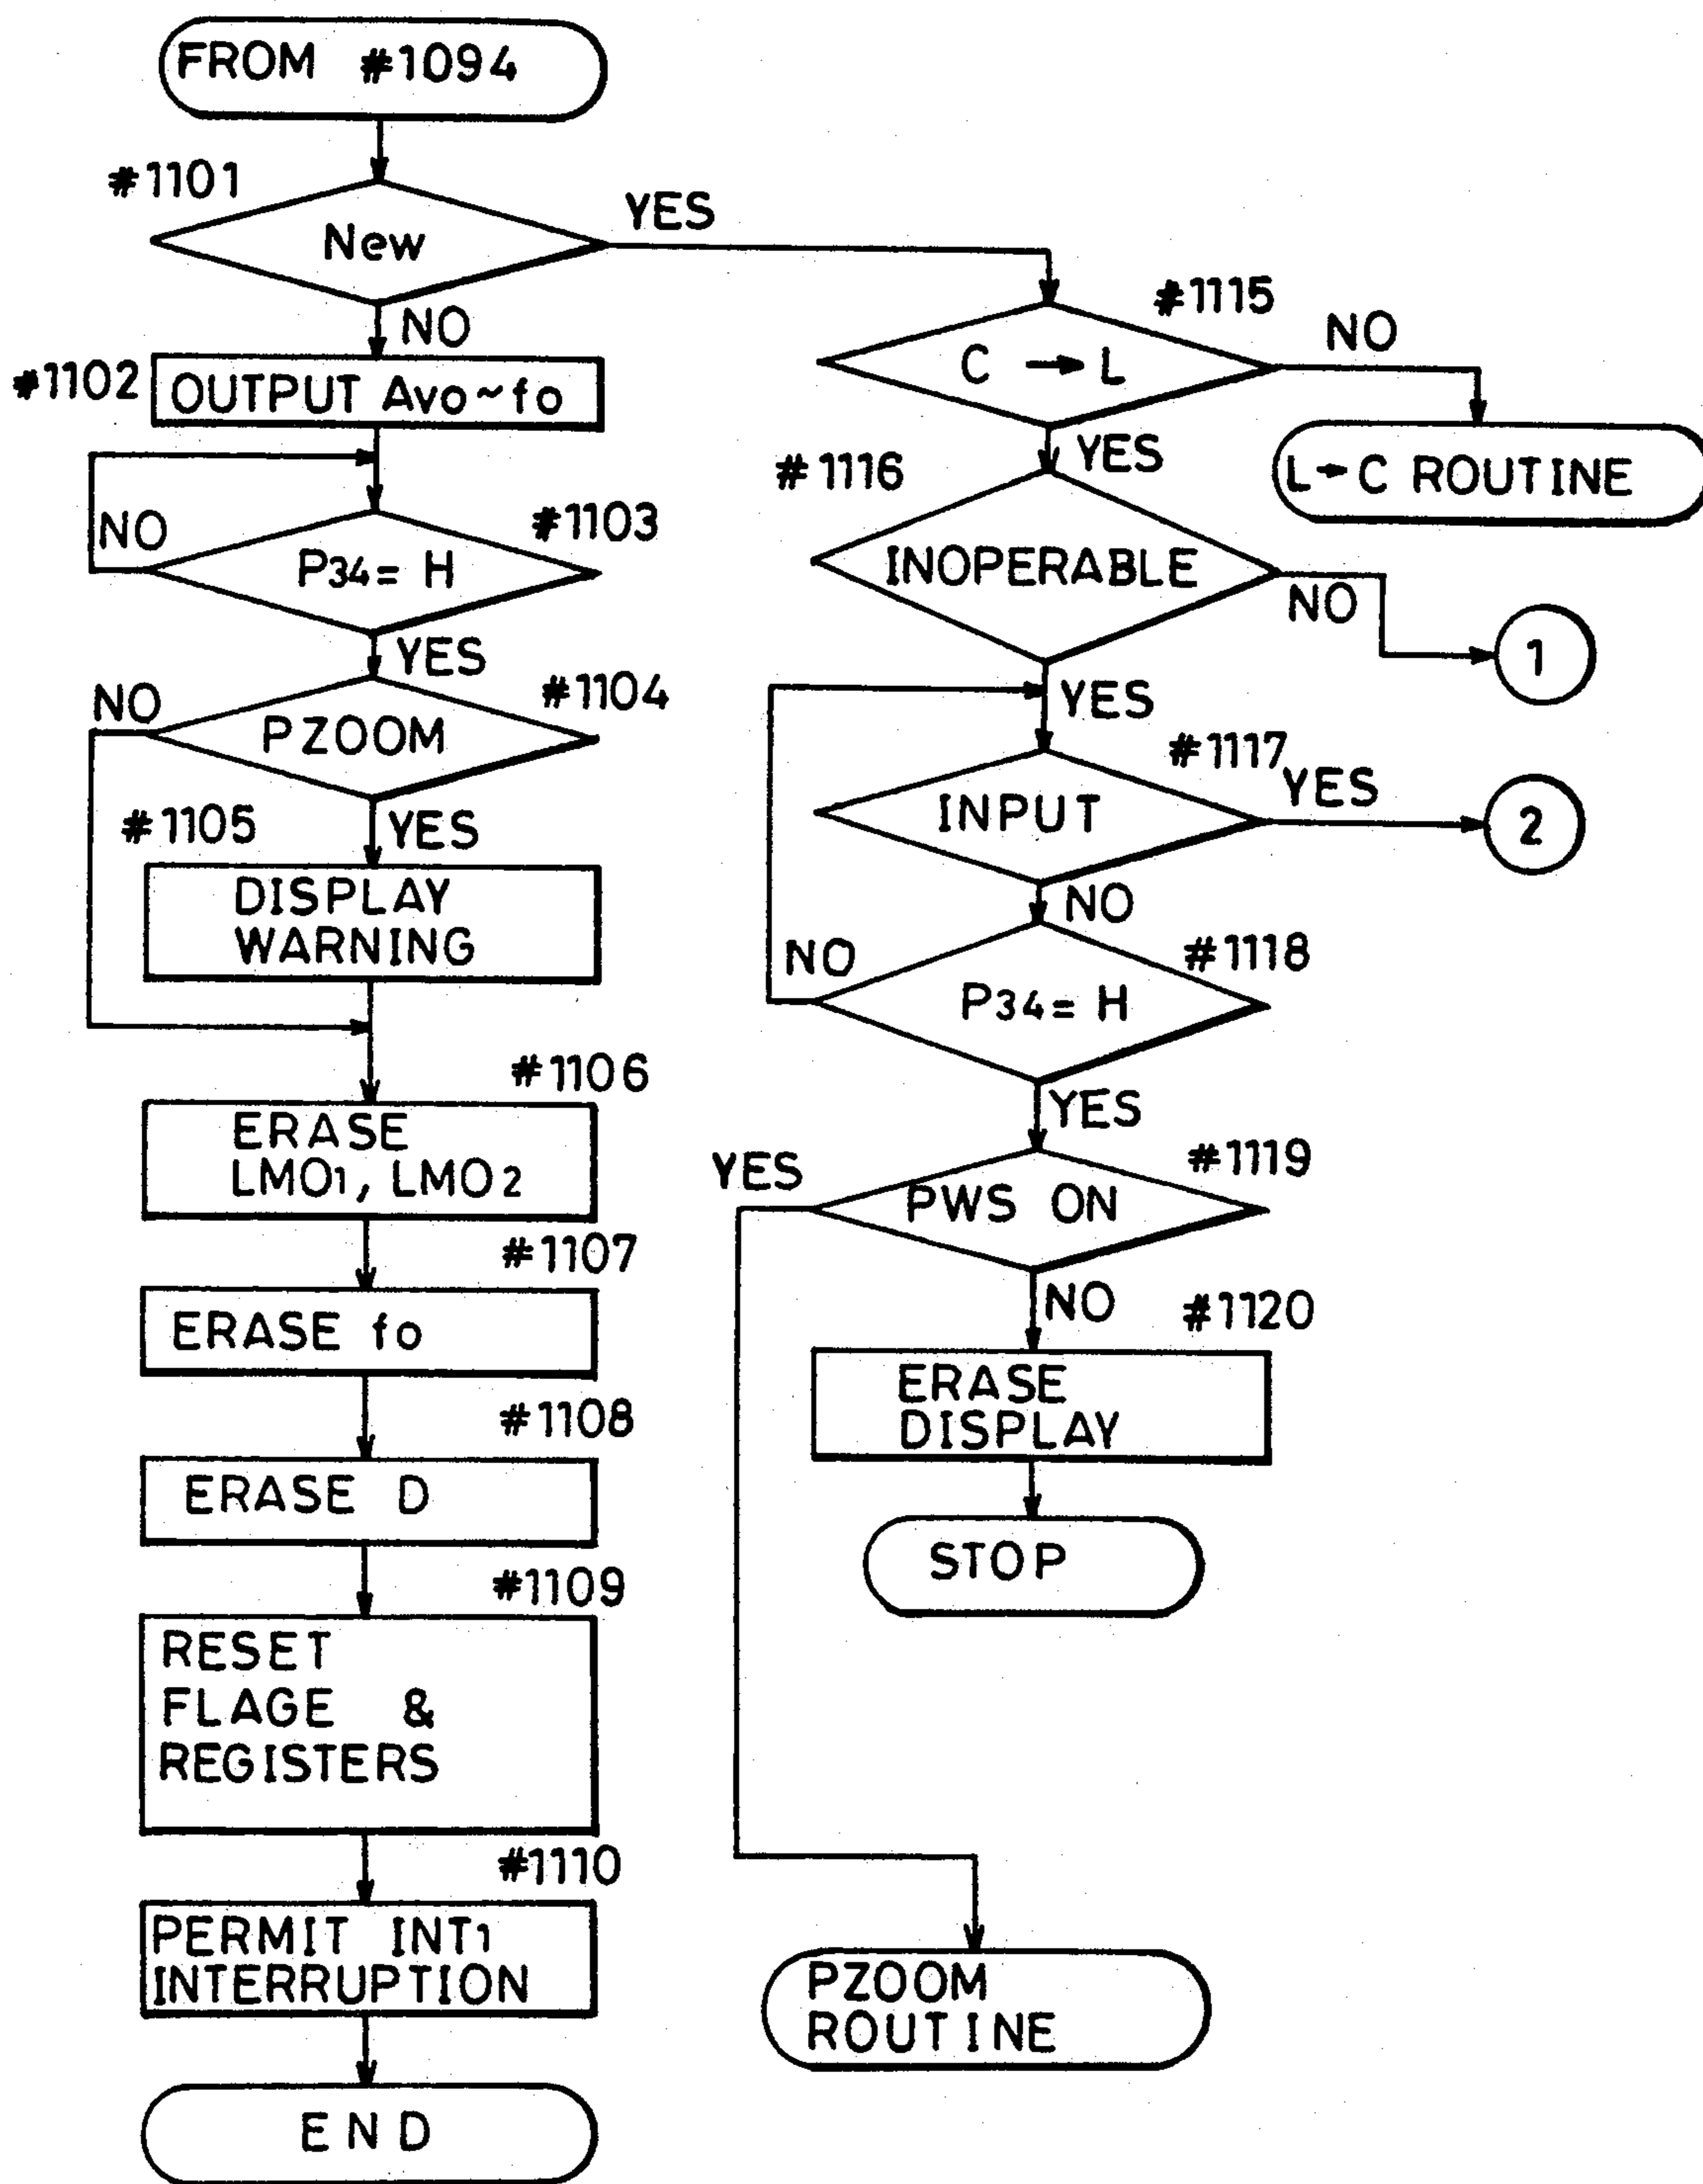 FROM #1094
#1101
New
YES
NO
#1102
OUTPUT Avo~fo
NO
#1103
P34= H
YES
NO
#1104
PZOOM
#1105
YES
DISPLAY
WARNING
#1106
ERASE
LMO1, LMO2
#1107
ERASE fo
#1108
ERASE D
#1109
RESET
FLAGE &
REGISTERS
#1110
PERMIT INT1
INTERRUPTION
END
#1115
C → L
NO
L→C ROUTINE
YES
#1116
INOPERABLE
NO
1
YES
#1117
INPUT
YES
2
NO
#1118
NO
P34= H
YES
#1119
YES
PWS ON
NO
#1120
ERASE
DISPLAY
STOP
PZOOM
ROUTINE